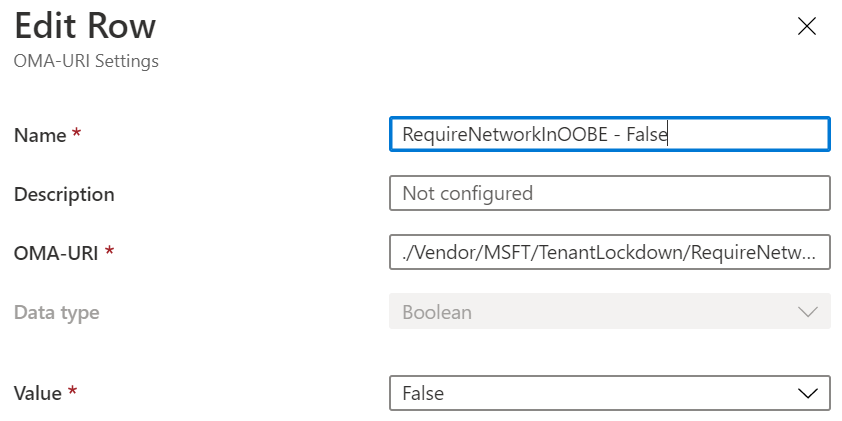 Edit Row
OMA-URI Settings
Name *
RequireNetworkInOOBE - False
Description
Not configured
OMA-URI *
./Vendor/MSFT/TenantLockdown/RequireNetw...
Data type
Boolean
Value *
False